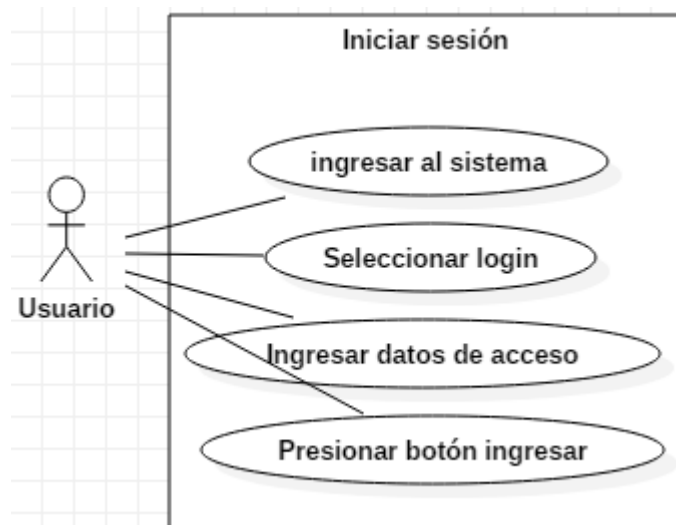 Iniciar sesión
ingresar al sistema
Seleccionar login
Usuario
Ingresar datos de acceso
Presionar botón ingresar